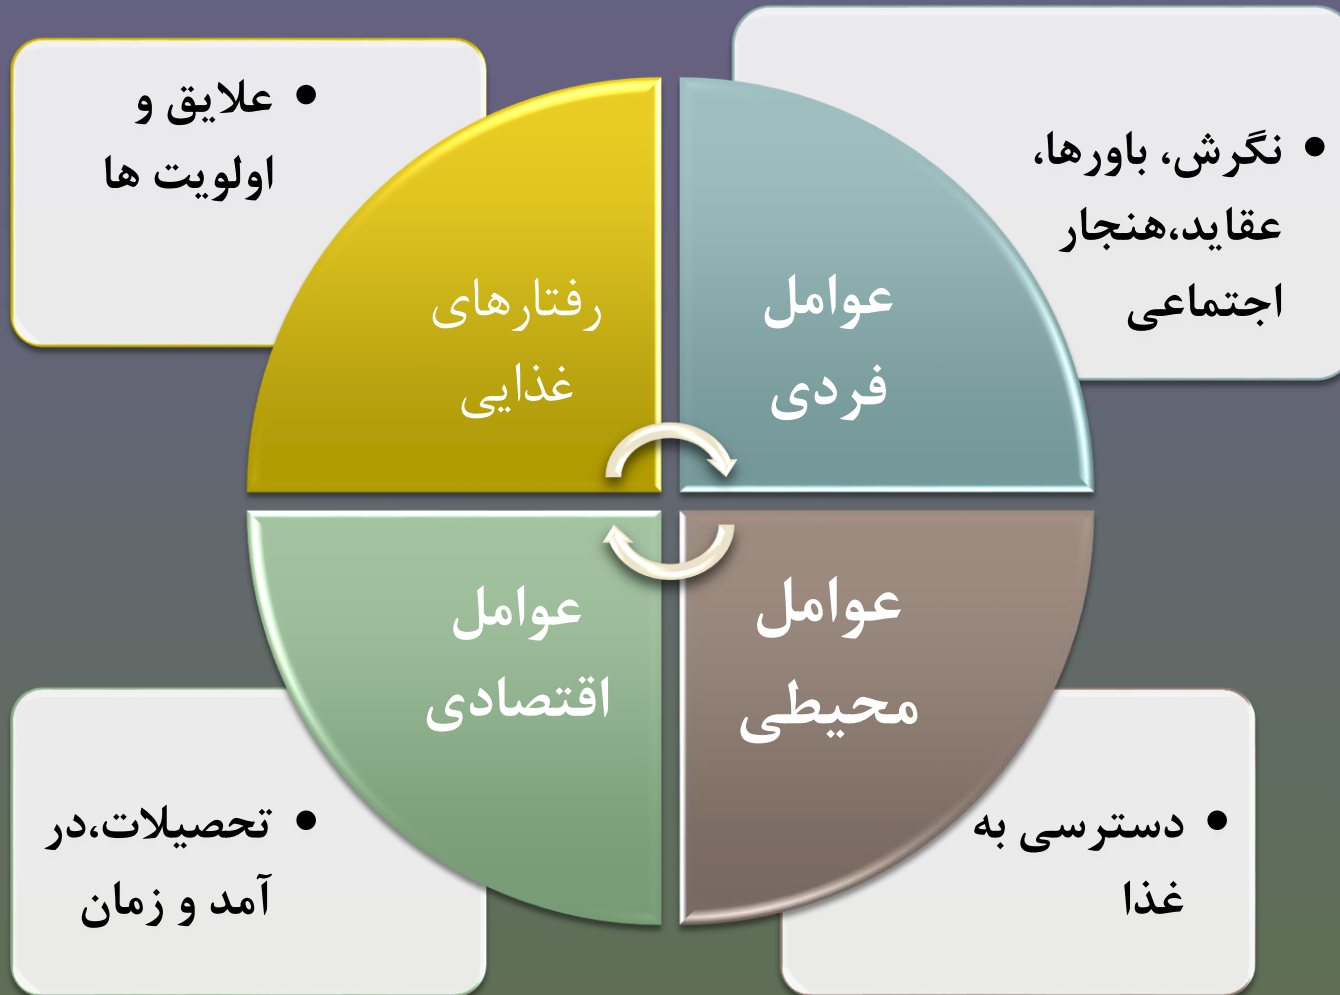 • نگرش، باورها،
عقاید،هنجار
اجتماعی
عوامل
فردی
• علایق و
اولویت ها
رفتارهای
غذایی
عوامل
محیطی
• دسترسی به
غذا
عوامل
اقتصادی
• تحصیلات،در
آمد و زمان